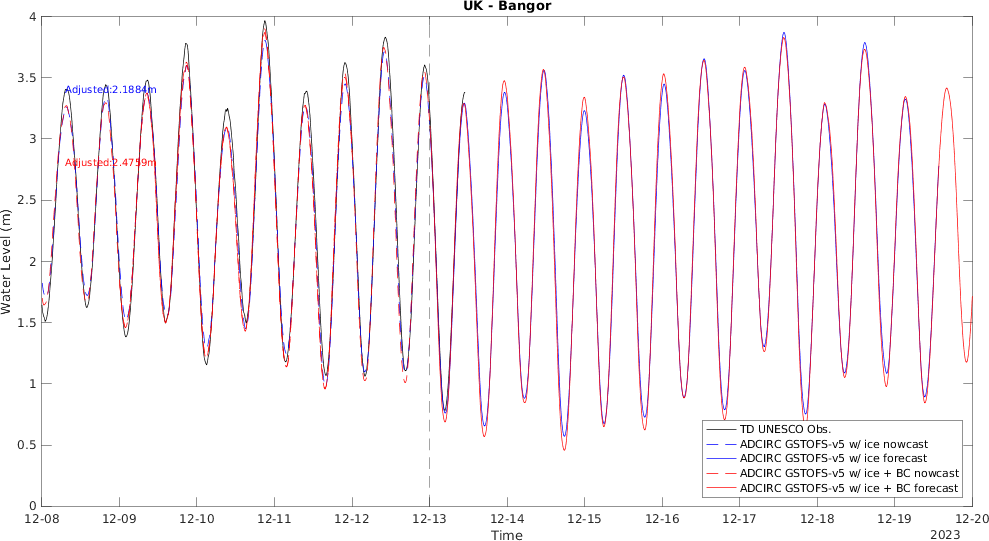 UK - Bangor
4
3.5
3
2.5
2
1.5
1
0.5
0
Water Level (m)
Adjusted:2.1884m
Adjusted:2.4759m
TD UNESCO Obs.
ADCIRC GSTOFS-v5 w/ ice nowcast
ADCIRC GSTOFS-v5 w/ ice forecast
ADCIRC GSTOFS-v5 w/ ice + BC nowcast
ADCIRC GSTOFS-v5 w/ ice + BC forecast
12-08 12-09 12-10 12-11 12-12 12-13 12-14 12-15 12-16 12-17 12-18 12-19 12-20
Time
2023